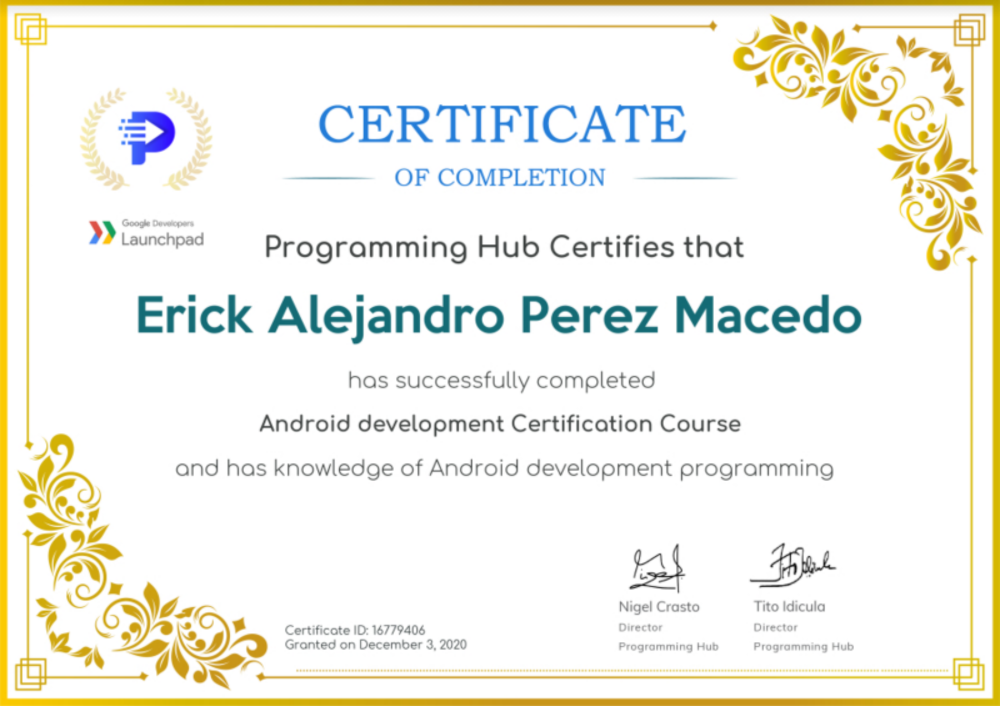 CERTIFICATE
OF COMPLETION
Google Developers
Launchpad
Programming Hub Certifies that
Erick Alejandro Perez Macedo
has successfully completed
Android development Certification Course
and has knowledge of Android development programming
Nigel Crasto
Director
Programming Hub
Tito Idicula
Director
Programming Hub
Certificate ID: 16779406
Granted on December 3, 2020